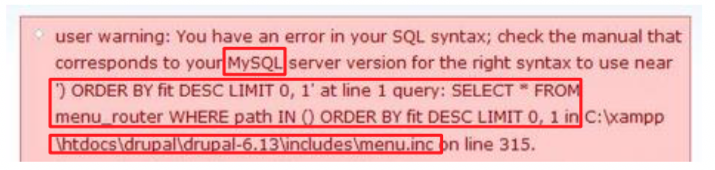 user warning: You have an error in your SQL syntax; check the manual that
corresponds to your MySQL server version for the right syntax to use near
') ORDER BY fit DESC LIMIT 0, 1' at line 1 query: SELECT * FROM
menu_router WHERE path IN () ORDER BY fit DESC LIMIT 0, 1 in C:\xampp
\htdocs\drupal\drupal-6.13\includes\menu.inc on line 315.